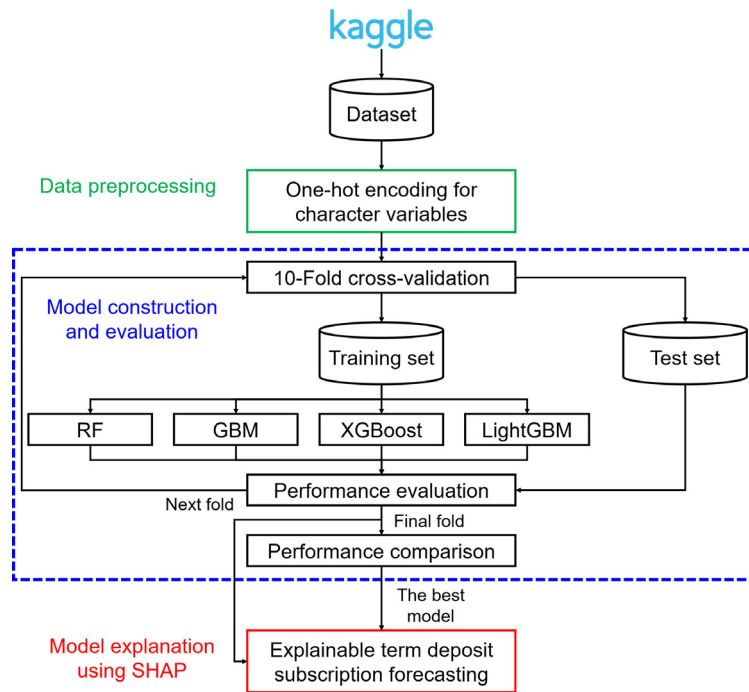 kaggle
Dataset
Data preprocessing
One-hot encoding for
character variables
10-Fold cross-validation
Model construction
and evaluation
Training set
Test set
RF
GBM
XGBoost
LightGBM
Performance evaluation
Next fold
Final fold
Performance comparison
The best
model
Model explanation
using SHAP
Explainable term deposit
subscription forecasting